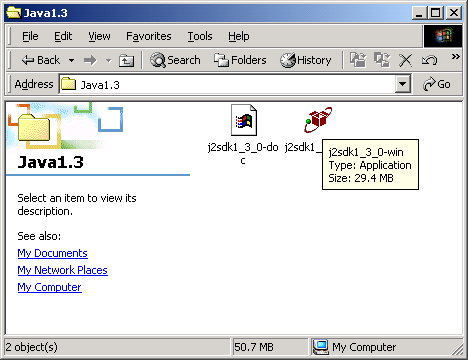 Java1.3
File Edit View Favorites Tools Help
Back Search Folders History
Address Java1.3 Go
Java1.3
Select an item to view its
description.
See also:
My Documents
My Network Places
My Computer
j2sdk1_3_0-do
c
j2sdk1_
j2sdk1_3_0-win
Type: Application
Size: 29.4 MB
2 object(s) 50.7 MB My Computer